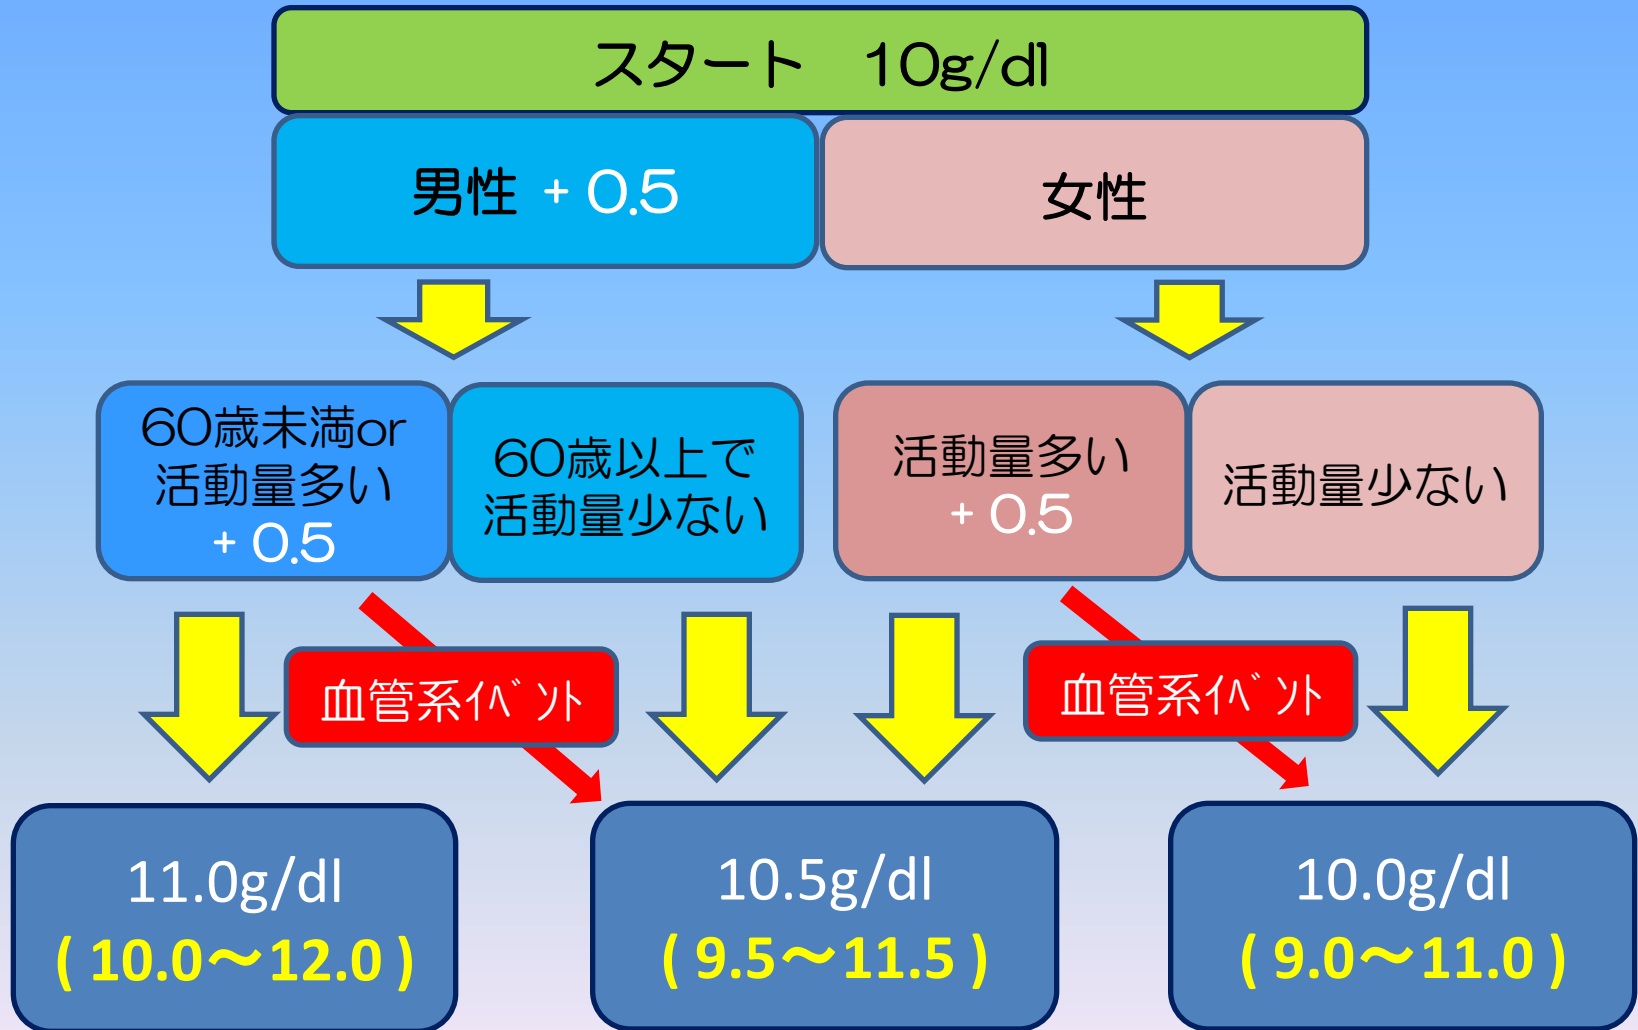 スタート　10g/dl
男性 + 0.5
女性
60歳未満or
活動量多い
+ 0.5
60歳以上で
活動量少ない
活動量多い
+ 0.5
活動量少ない
血管系ｲﾍﾞﾝﾄ
血管系ｲﾍﾞﾝﾄ
11.0g/dl
( 10.0～12.0 )
10.5g/dl
( 9.5～11.5 )
10.0g/dl
( 9.0～11.0 )